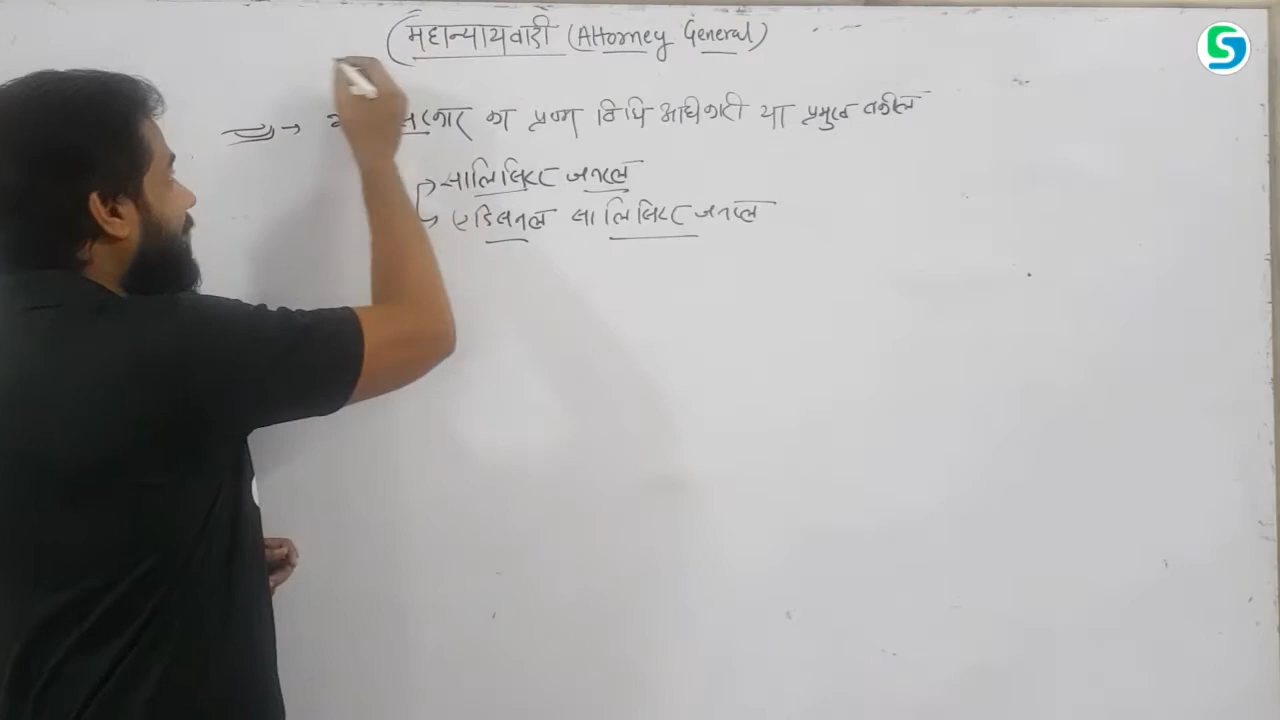 महान्यायवादी (Attorney General)
सरकार का प्रथम विधि अधिकारी या प्रमुख वकील
सालिसिटर जनरल
एडिशनल सालिसिटर जनरल